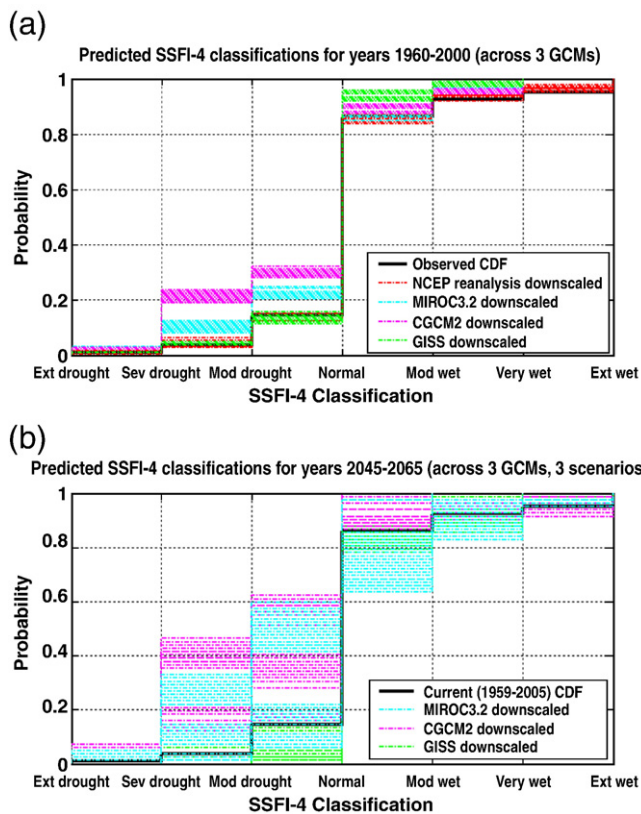 (a)
Predicted SSFI-4 classifications for years 1960-2000 (across 3 GCMs)
1
0.8
0.6
0.4
0.2
0
Probability
Observed CDF
NCEP reanalysis downscaled
MIROC3.2 downscaled
CGCM2 downscaled
GISS downscaled
Ext drought Sev drought Mod drought Normal Mod wet Very wet Ext wet
SSFI-4 Classification
(b)
Predicted SSFI-4 classifications for years 2045-2065 (across 3 GCMs, 3 scenarios
1
0.8
0.6
0.4
0.2
0
Probability
Current (1959-2005) CDF
MIROC3.2 downscaled
CGCM2 downscaled
GISS downscaled
Ext drought Sev drought Mod drought Normal Mod wet Very wet Ext wet
SSFI-4 Classification